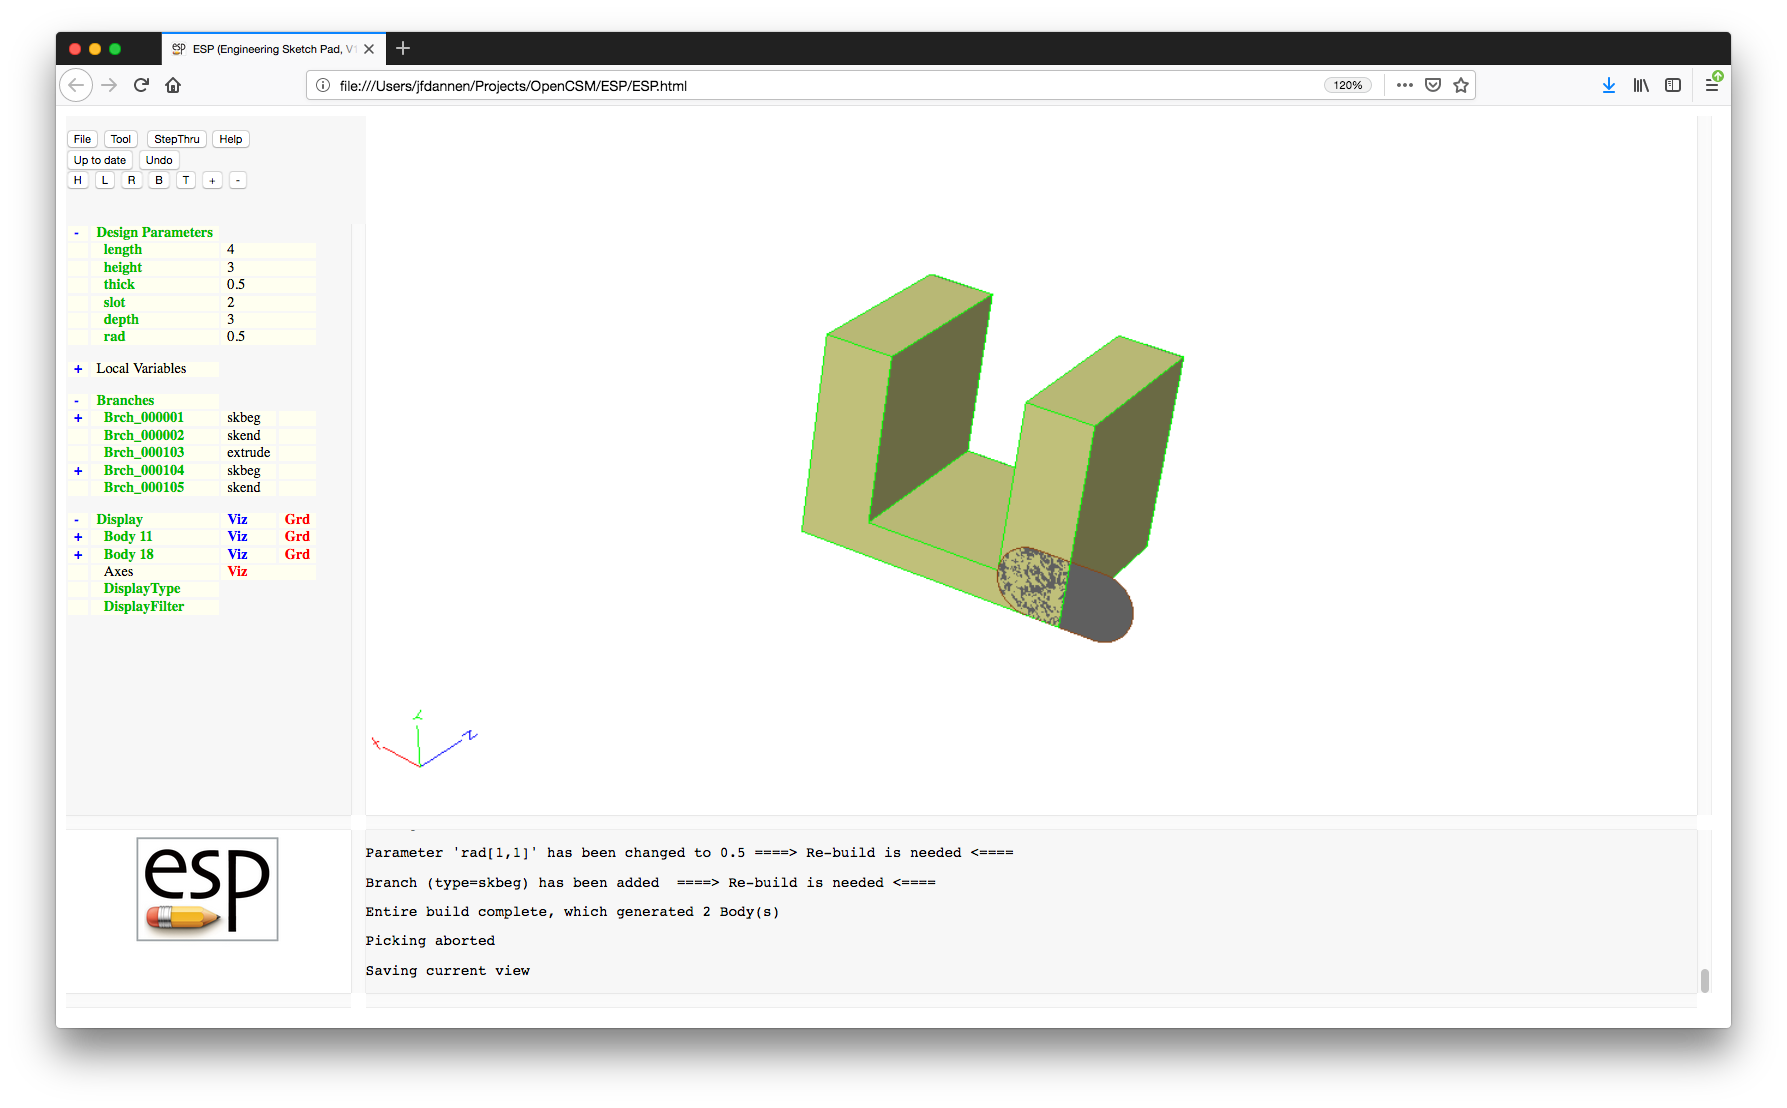 esp ESP (Engineering Sketch Pad, V1
file:///Users/jfdannen/Projects/OpenCSM/ESP/ESP.html 120%
File Tool StepThru Help
Up to date Undo
H L R B T + -
- Design Parameters
length 4
height 3
thick 0.5
slot 2
depth 3
rad 0.5
+ Local Variables
- Branches
+ Brch_000001 skbeg
Brch_000002 skend
Brch_000103 extrude
+ Brch_000104 skbeg
Brch_000105 skend
- Display Viz Grd
+ Body 11 Viz Grd
+ Body 18 Viz Grd
Axes Viz
DisplayType
DisplayFilter
X Y Z
esp
Parameter 'rad[1,1]' has been changed to 0.5 ====> Re-build is needed <====
Branch (type=skbeg) has been added  ====> Re-build is needed <====
Entire build complete, which generated 2 Body(s)
Picking aborted
Saving current view